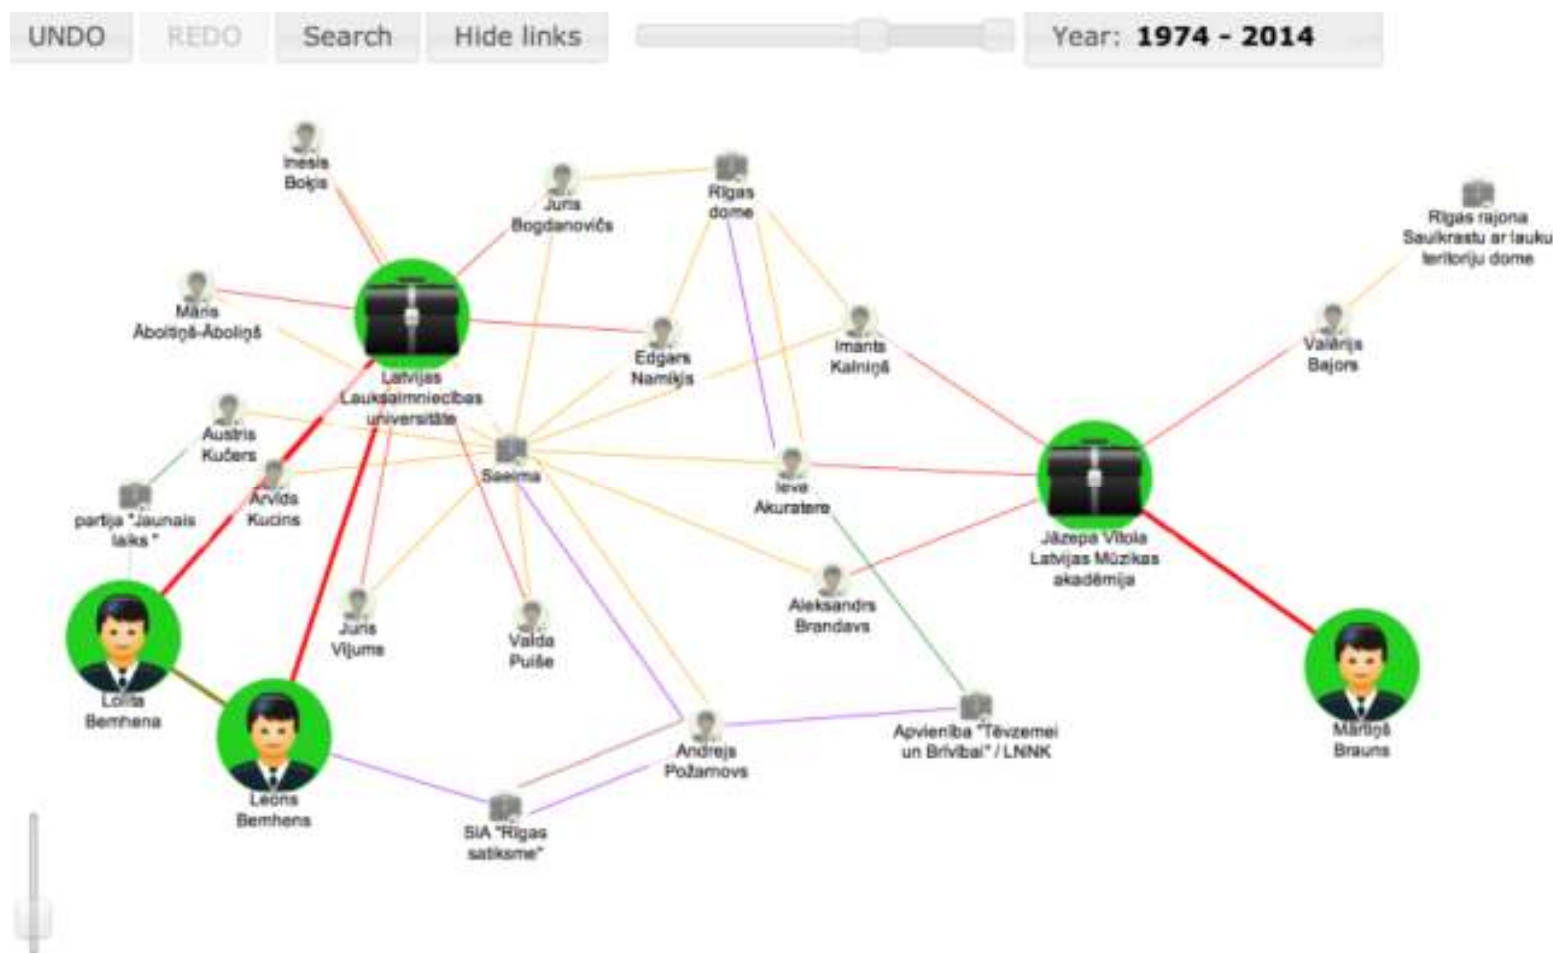 UNDO
REDO
Search
Hide links
Year: 1974 - 2014
Inesis
Boķis
Juris
Bogdanovičs
Rīgas
dome
Rīgas rajona
Saulkrastu ar lauku
teritoriju dome
Māris
Āboltiņš-Āboliņš
Edgars
Namiķis
Imants
Kalniņš
Valērijs
Bajors
Latvijas
Lauksaimniecības
universitāte
Austris
Kučers
Saeima
Ieva
Akuratere
Arvīds
Kucins
partija "Jaunais
laiks "
Jāzepa Vītola
Latvijas Mūzikas
akadēmija
Aleksandrs
Brandavs
Juris
Viļums
Valda
Puiše
Lolita
Bemhena
Andrejs
Požarnovs
Apvienība "Tēvzemei
un Brīvībai" / LNNK
Mārtiņš
Brauns
Leons
Bemhens
SIA "Rīgas
satiksme"